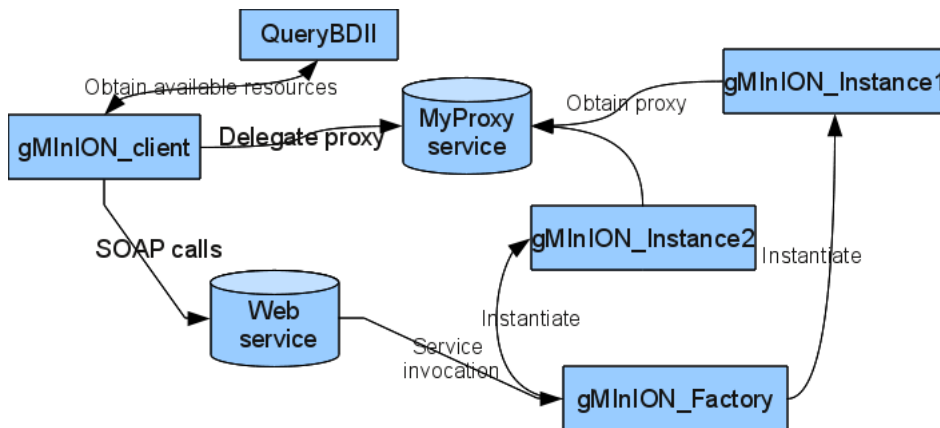 QueryBDII
Obtain available resources
gMInION_Instance1
Obtain proxy
MyProxy
service
Delegate proxy
gMInION_client
gMInION_Instance2
SOAP calls
Instantiate
Web
service
Instantiate
Service
invocation
gMInION_Factory